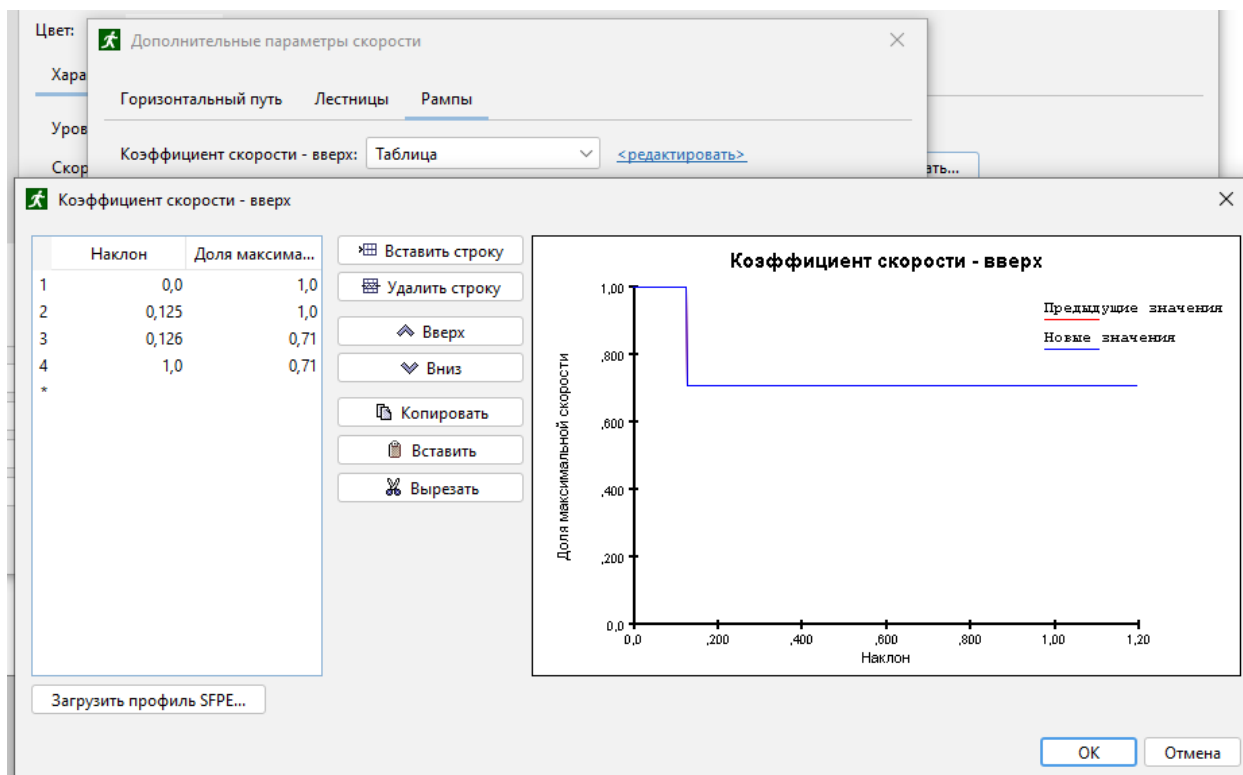 Цвет:
Дополнительные параметры скорости
Хара
Горизонтальный путь Лестницы Рампы
Уров
Коэффициент скорости - вверх: Таблица <редактировать>
Скор
ать...
Коэффициент скорости - вверх
Наклон Доля максима...
1 0,0 1,0
2 0,125 1,0
3 0,126 0,71
4 1,0 0,71
*
Вставить строку
Удалить строку
Вверх
Вниз
Копировать
Вставить
Вырезать
Коэффициент скорости - вверх
Предыдущие значения
Новые значения
Доля максимальной скорости
1,00
,800
,600
,400
,200
0,0
0,0 ,200 ,400 ,600 ,800 1,00 1,20
Наклон
Загрузить профиль SFPE...
OK Отмена